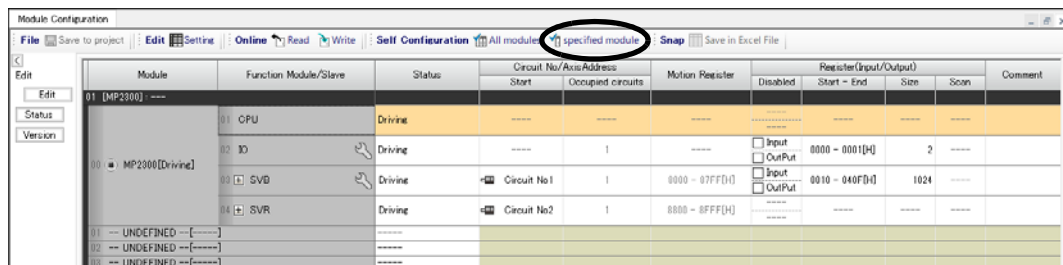 Module Configuration
File Save to project Edit Setting Online Read Write Self Configuration All modules specified module Snap Save in Excel File
Edit
Edit
Status
Version
Module Function Module/Slave Status Circuit No/AxisAddress Motion Register Register(Input/Output) Comment
Start Occupied circuits Disabled Start - End Size Scan
01 [MP2300] : ---
00 MP2300[Driving]
01 CPU Driving ---- ---- ---- ---- ---- ---- ---- ----
02 IO Driving ---- 1 ---- Input OutPut 0000 - 0001[H] 2 ----
03 SVB Driving Circuit No1 1 0000 - 07FF[H] Input OutPut 0010 - 040F[H] 1024 ----
04 SVR Driving Circuit No2 1 8800 - 8FFF[H] ---- ---- ---- ---- ----
01 -- UNDEFINED --[-----] -----
02 -- UNDEFINED --[-----] -----
03 -- UNDEFINED --[-----] -----